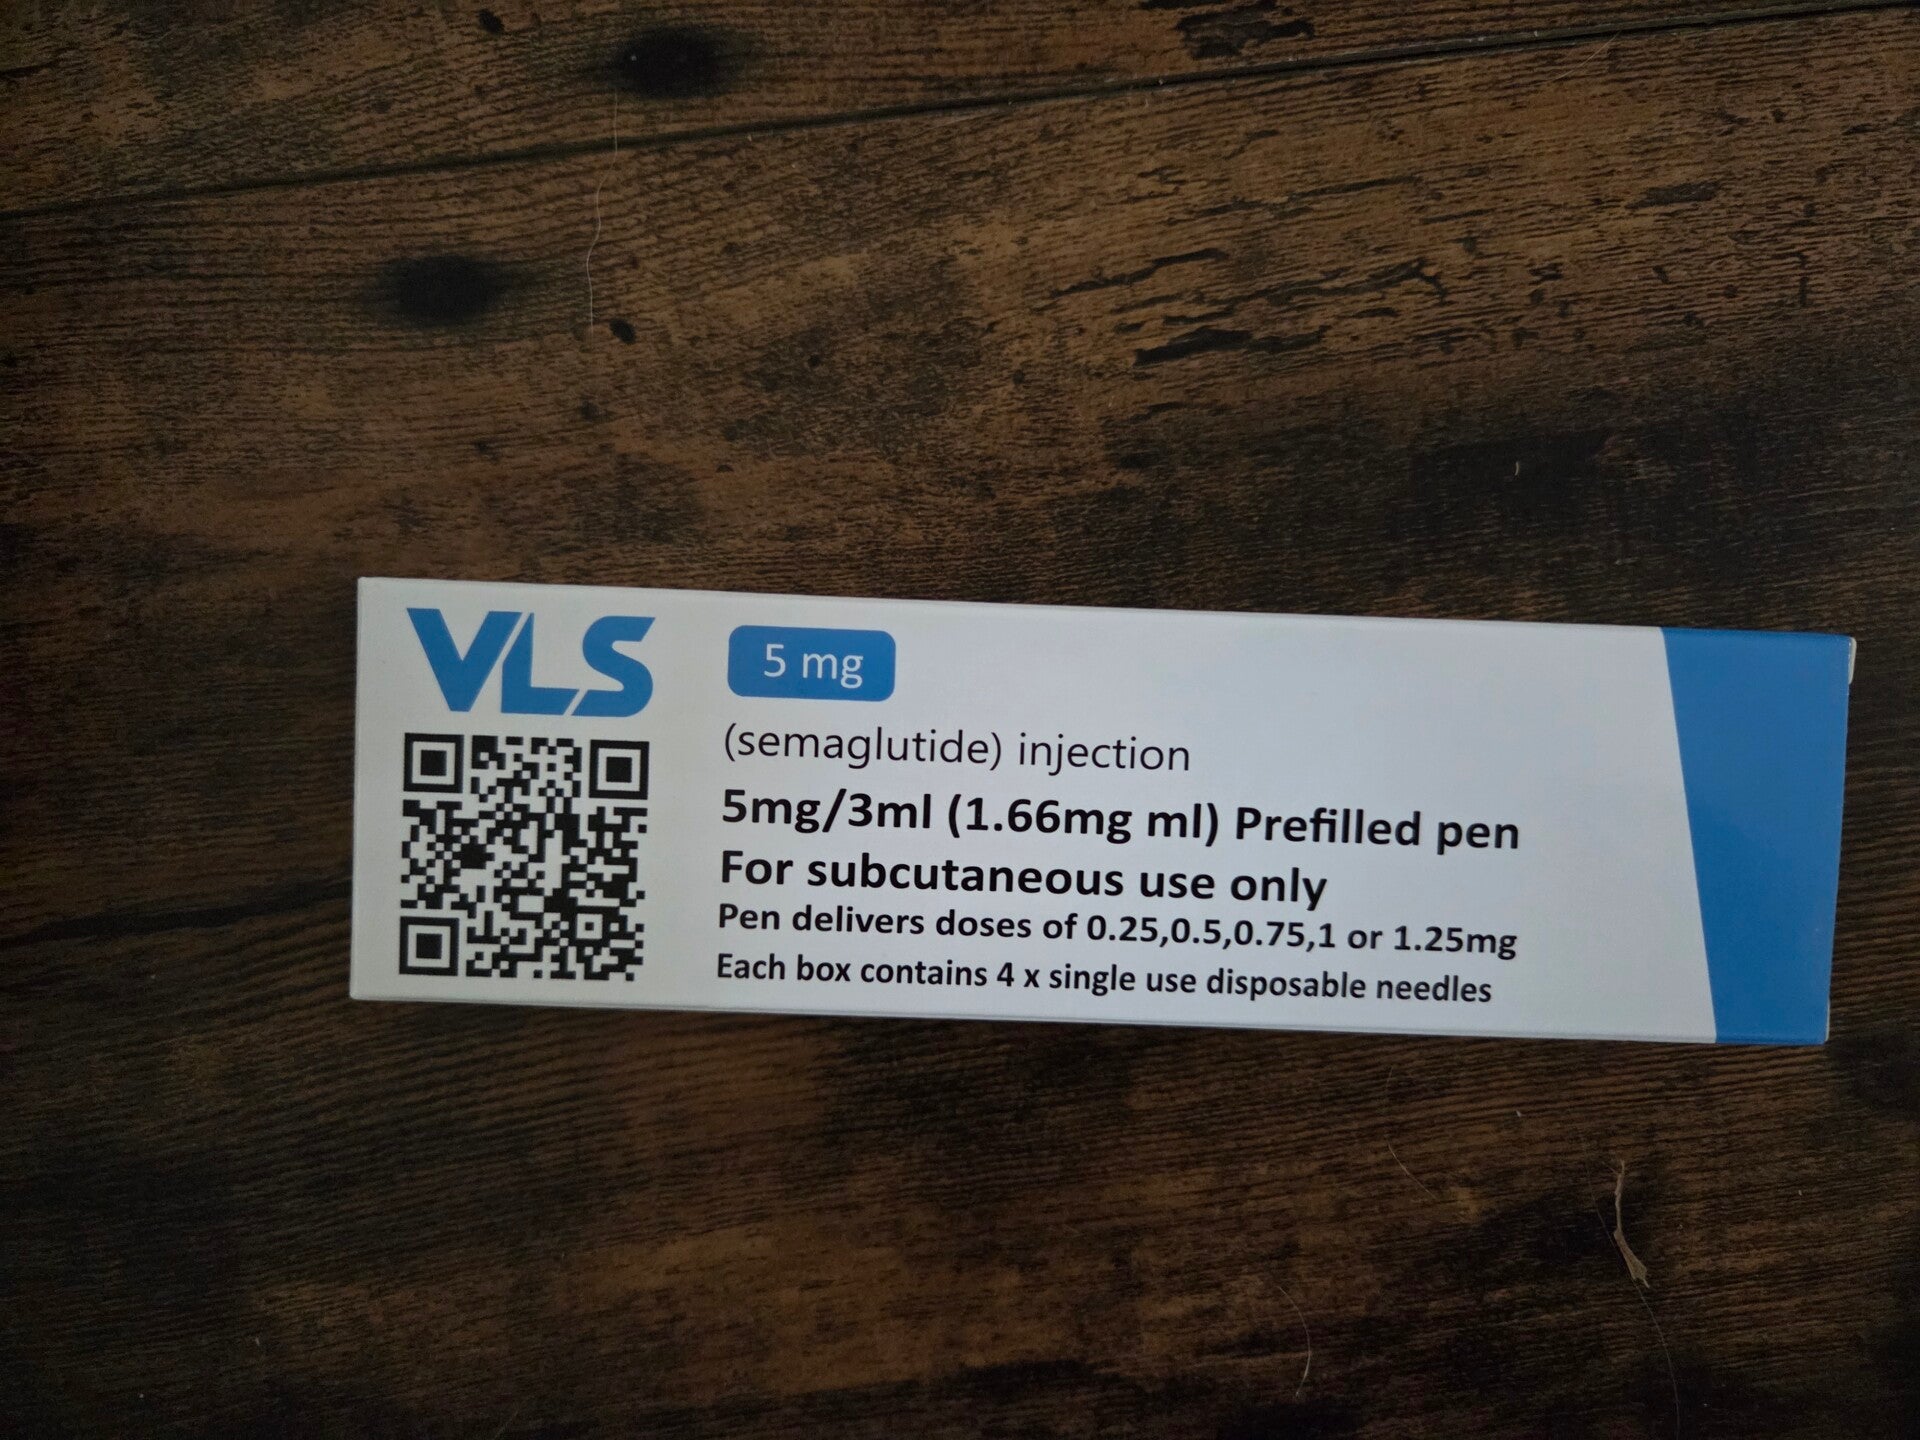 VLS
5 mg
(semaglutide) injection
5mg/3ml (1.66mg ml) Prefilled pen
For subcutaneous use only
Pen delivers doses of 0.25,0.5,0.75,1 or 1.25mg
Each box contains 4 x single use disposable needles